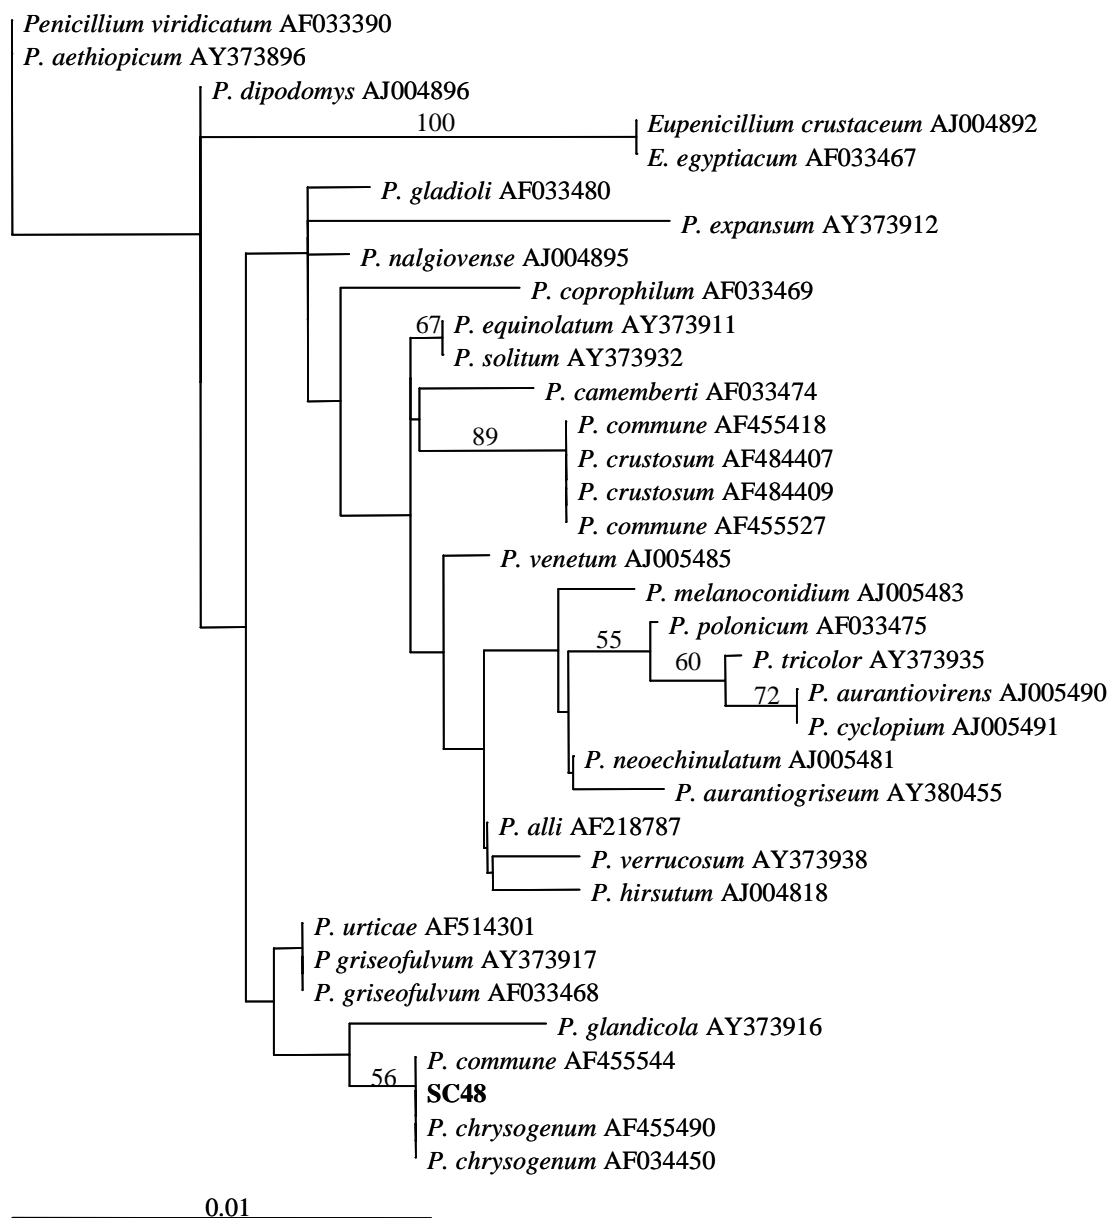 Penicillium viridicatum AF033390
P. aethiopicum AY373896
P. dipodomys AJ004896
100
Eupenicillium crustaceum AJ004892
E. egyptiacum AF033467
P. gladioli AF033480
P. expansum AY373912
P. nalgiovense AJ004895
P. coprophilum AF033469
67
P. equinolatum AY373911
P. solitum AY373932
P. camemberti AF033474
P. commune AF455418
89
P. crustosum AF484407
P. crustosum AF484409
P. commune AF455527
P. venetum AJ005485
P. melanoconidium AJ005483
P. polonicum AF033475
55
60
P. tricolor AY373935
72
P. aurantiovirens AJ005490
P. cyclopium AJ005491
P. neoechinulatum AJ005481
P. aurantiogriseum AY380455
P. alli AF218787
P. verrucosum AY373938
P. hirsutum AJ004818
P. urticae AF514301
P griseofulvum AY373917
P. griseofulvum AF033468
P. glandicola AY373916
P. commune AF455544
56
SC48
P. chrysogenum AF455490
P. chrysogenum AF034450
0.01